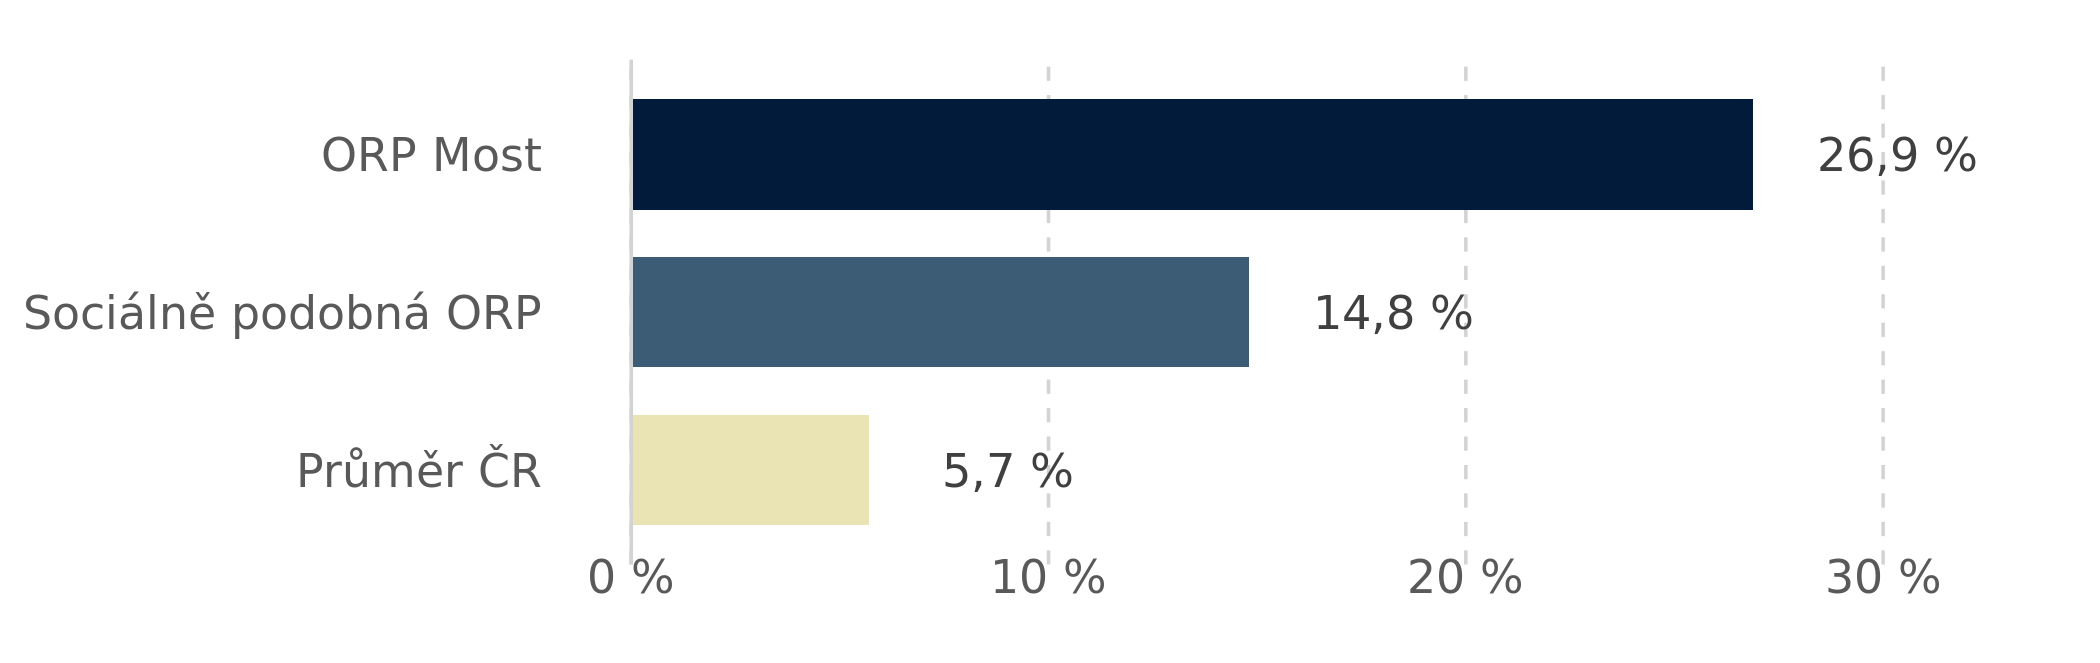 ORP Most
26,9 %
Sociálně podobná ORP
14,8 %
Průměr ČR
5,7 %
0 %
10 %
20 %
30 %